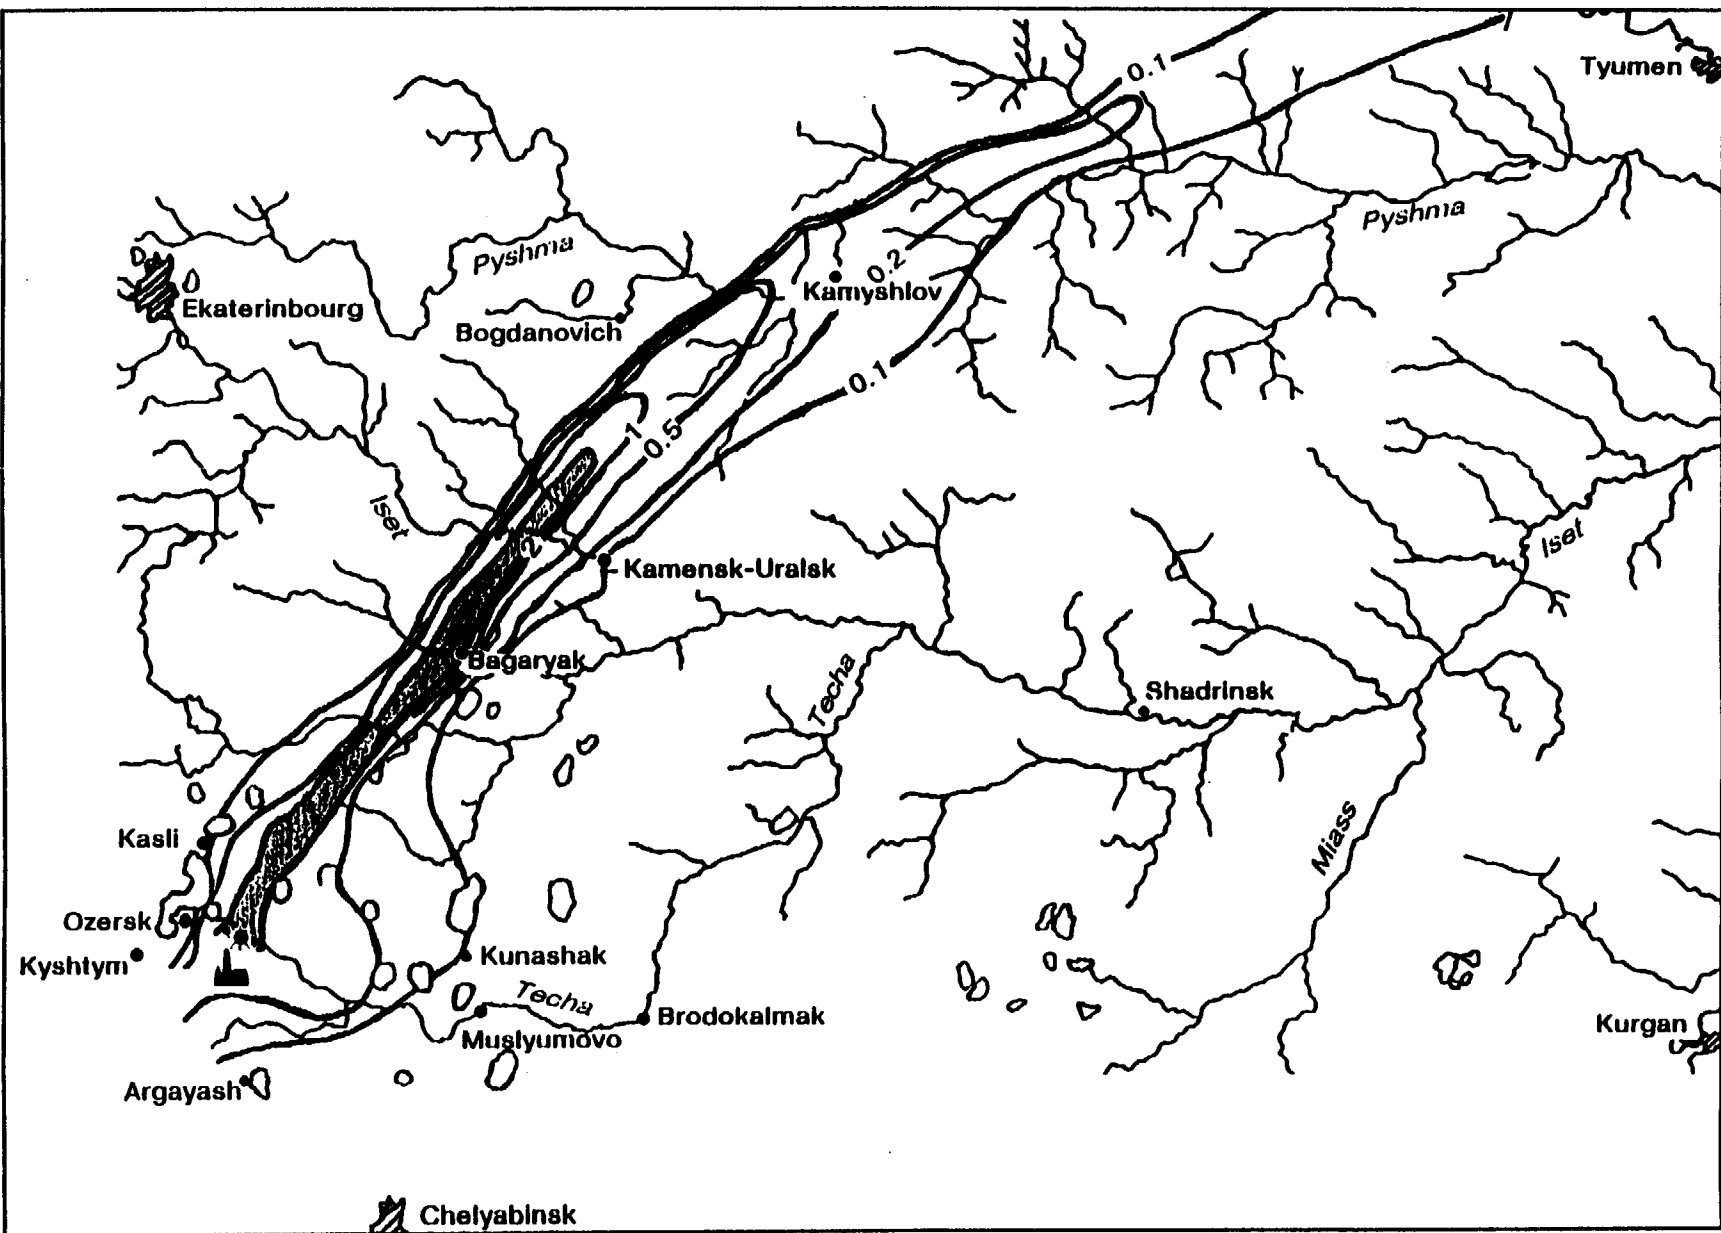 0.1
Tyumen
Pyshma
Pyshma
0.2
Kamyshlov
Ekaterinbourg
Bogdanovich
0.1
1
0.5
Iset
2
Iset
Kamensk-Uralsk
Bagaryak
Techa
Shadrinsk
Kasli
Miass
Ozersk
Kyshtym
Kunashak
Techa
Brodokalmak
Muslyumovo
Kurgan
Argayash
Chelyabinsk